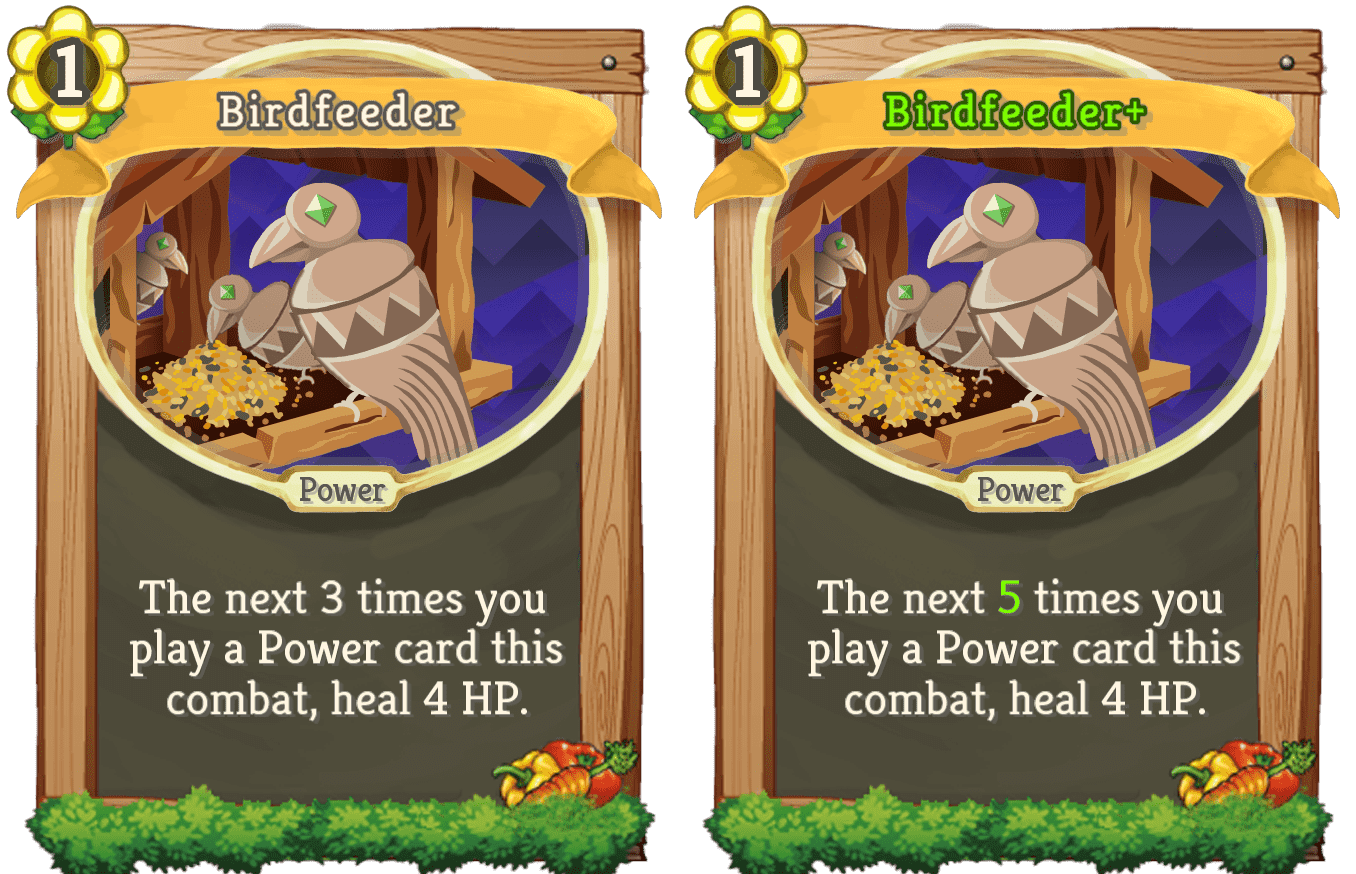 1
Birdfeeder
Power
The next 3 times you
play a Power card this
combat, heal 4 HP.
1
Birdfeeder+
Power
The next 5 times you
play a Power card this
combat, heal 4 HP.